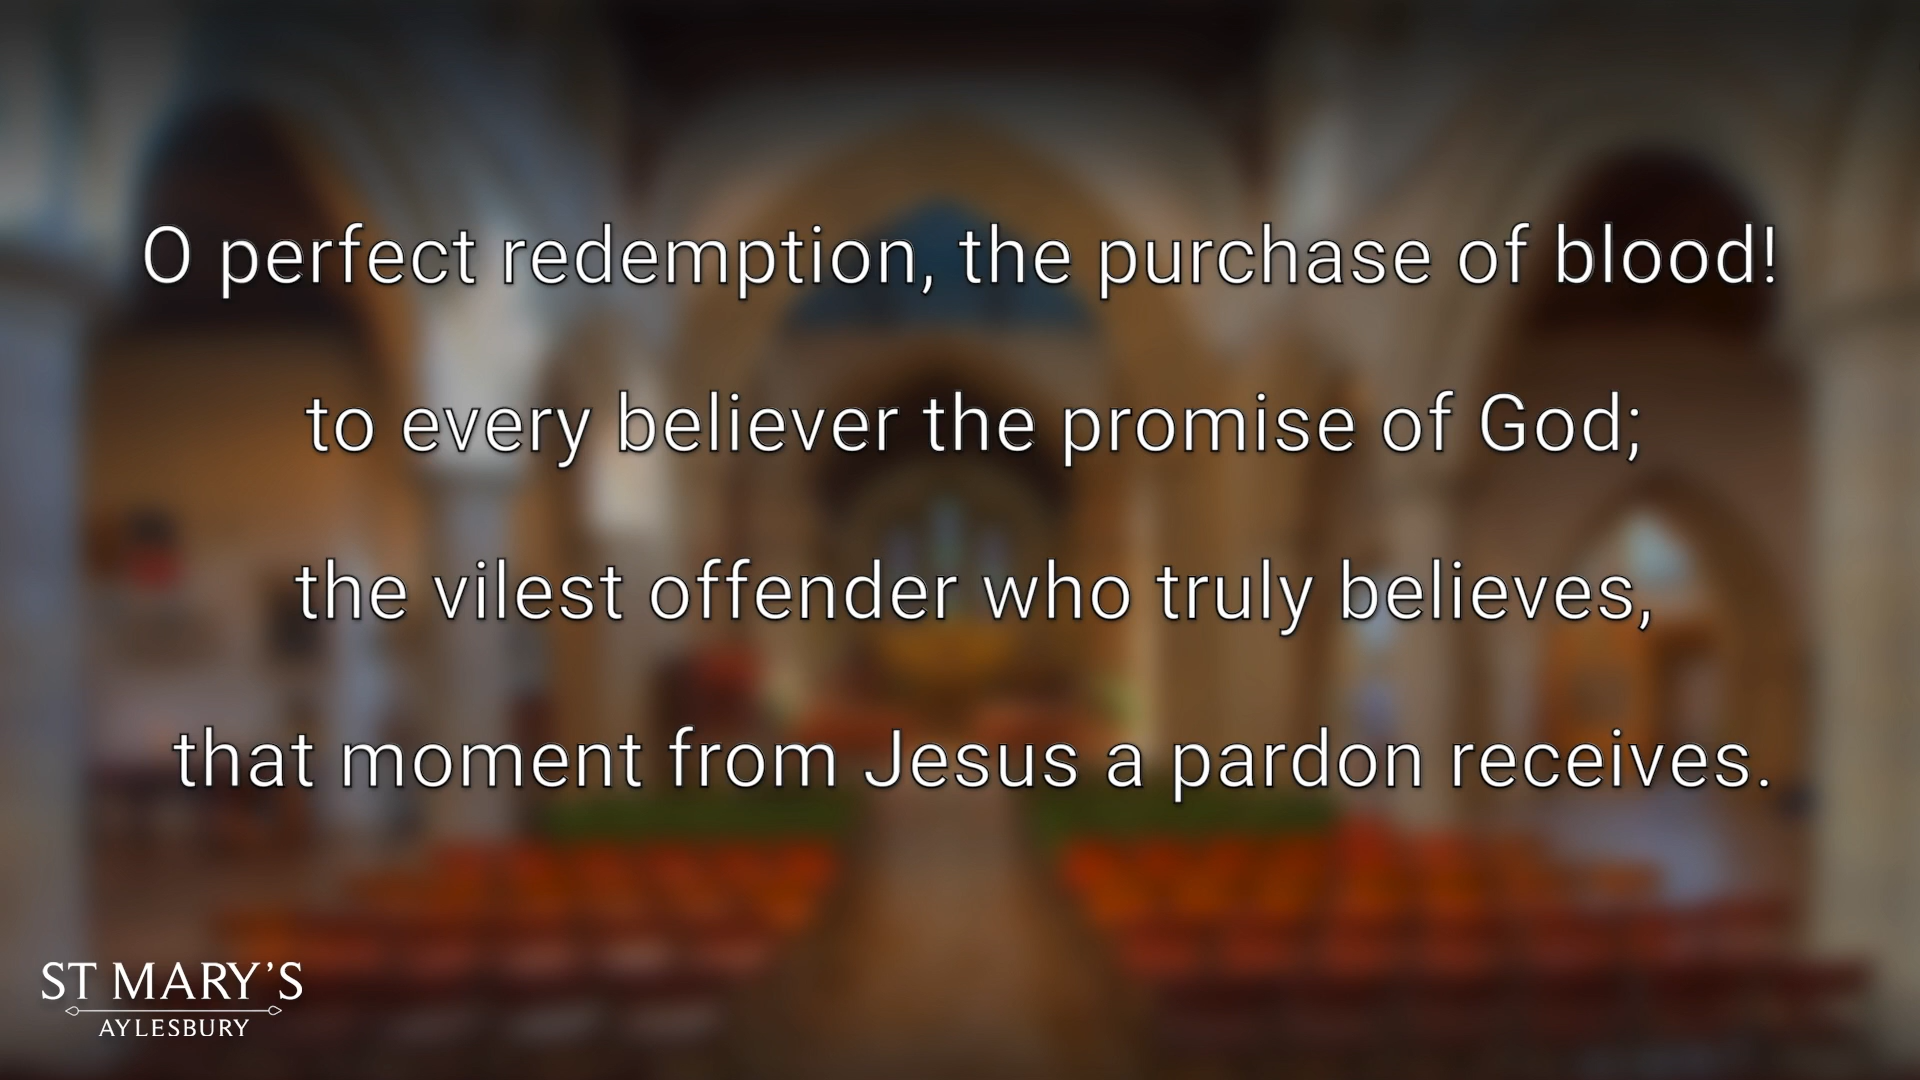 O perfect redemption, the purchase of blood!
to every believer the promise of God;
the vilest offender who truly believes,
that moment from Jesus a pardon receives.
ST MARY'S
AYLESBURY